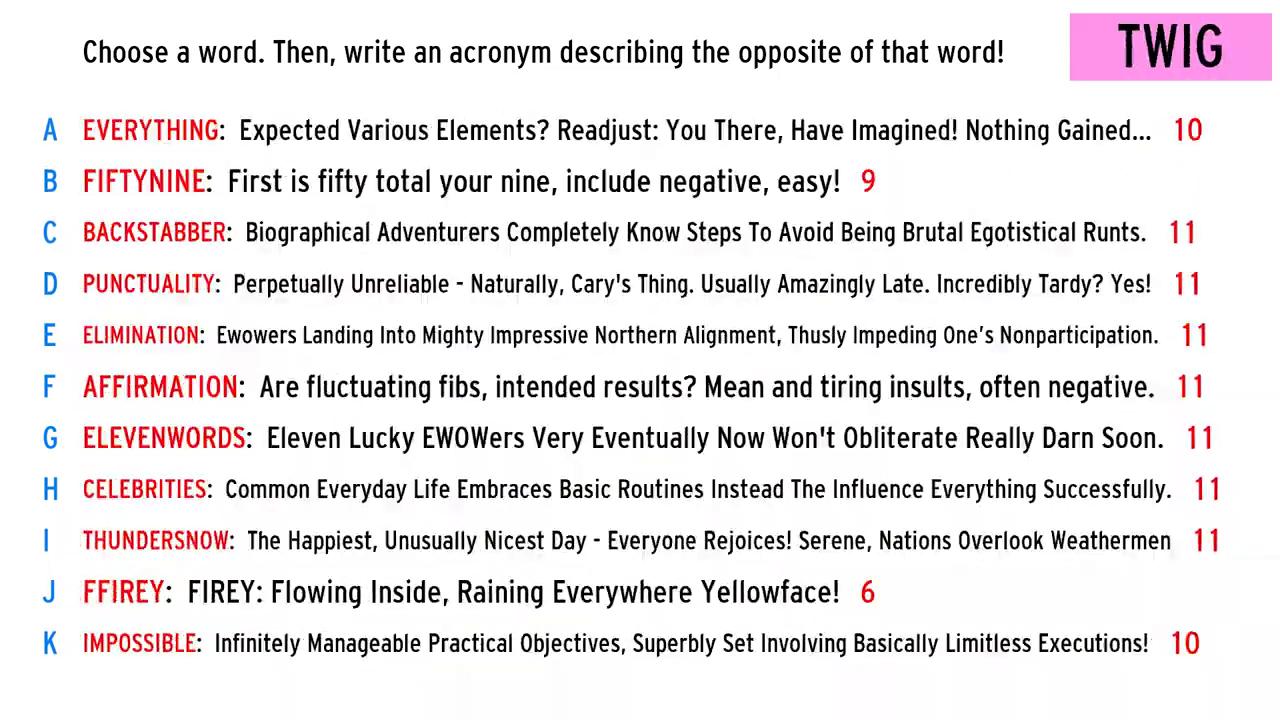 Choose a word. Then, write an acronym describing the opposite of that word!
TWIG
A EVERYTHING: Expected Various Elements? Readjust: You There, Have Imagined! Nothing Gained... 10
B FIFTYNINE: First is fifty total your nine, include negative, easy! 9
C BACKSTABBER: Biographical Adventurers Completely Know Steps To Avoid Being Brutal Egotistical Runts. 11
D PUNCTUALITY: Perpetually Unreliable - Naturally, Cary's Thing. Usually Amazingly Late. Incredibly Tardy? Yes! 11
E ELIMINATION: Ewowers Landing Into Mighty Impressive Northern Alignment, Thusly Impeding One’s Nonparticipation. 11
F AFFIRMATION: Are fluctuating fibs, intended results? Mean and tiring insults, often negative. 11
G ELEVENWORDS: Eleven Lucky EWOWers Very Eventually Now Won't Obliterate Really Darn Soon. 11
H CELEBRITIES: Common Everyday Life Embraces Basic Routines Instead The Influence Everything Successfully. 11
I THUNDERSNOW: The Happiest, Unusually Nicest Day - Everyone Rejoices! Serene, Nations Overlook Weathermen 11
J FFIREY: FIREY: Flowing Inside, Raining Everywhere Yellowface! 6
K IMPOSSIBLE: Infinitely Manageable Practical Objectives, Superbly Set Involving Basically Limitless Executions! 10